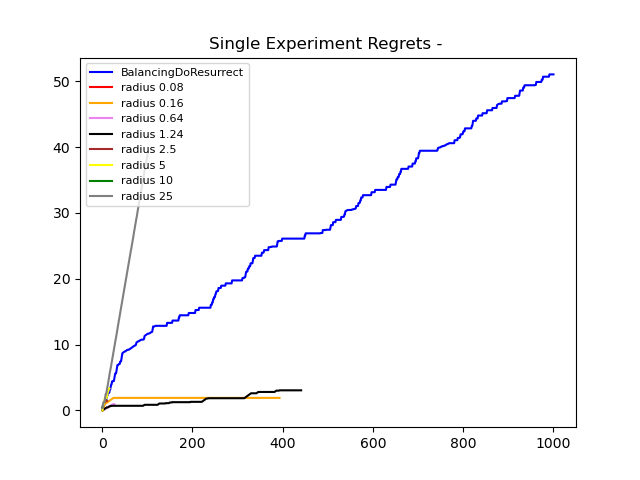 Single Experiment Regrets -
BalancingDoResurrect
radius 0.08
radius 0.16
radius 0.64
radius 1.24
radius 2.5
radius 5
radius 10
radius 25
50
40
30
20
10
0
0 200 400 600 800 1000